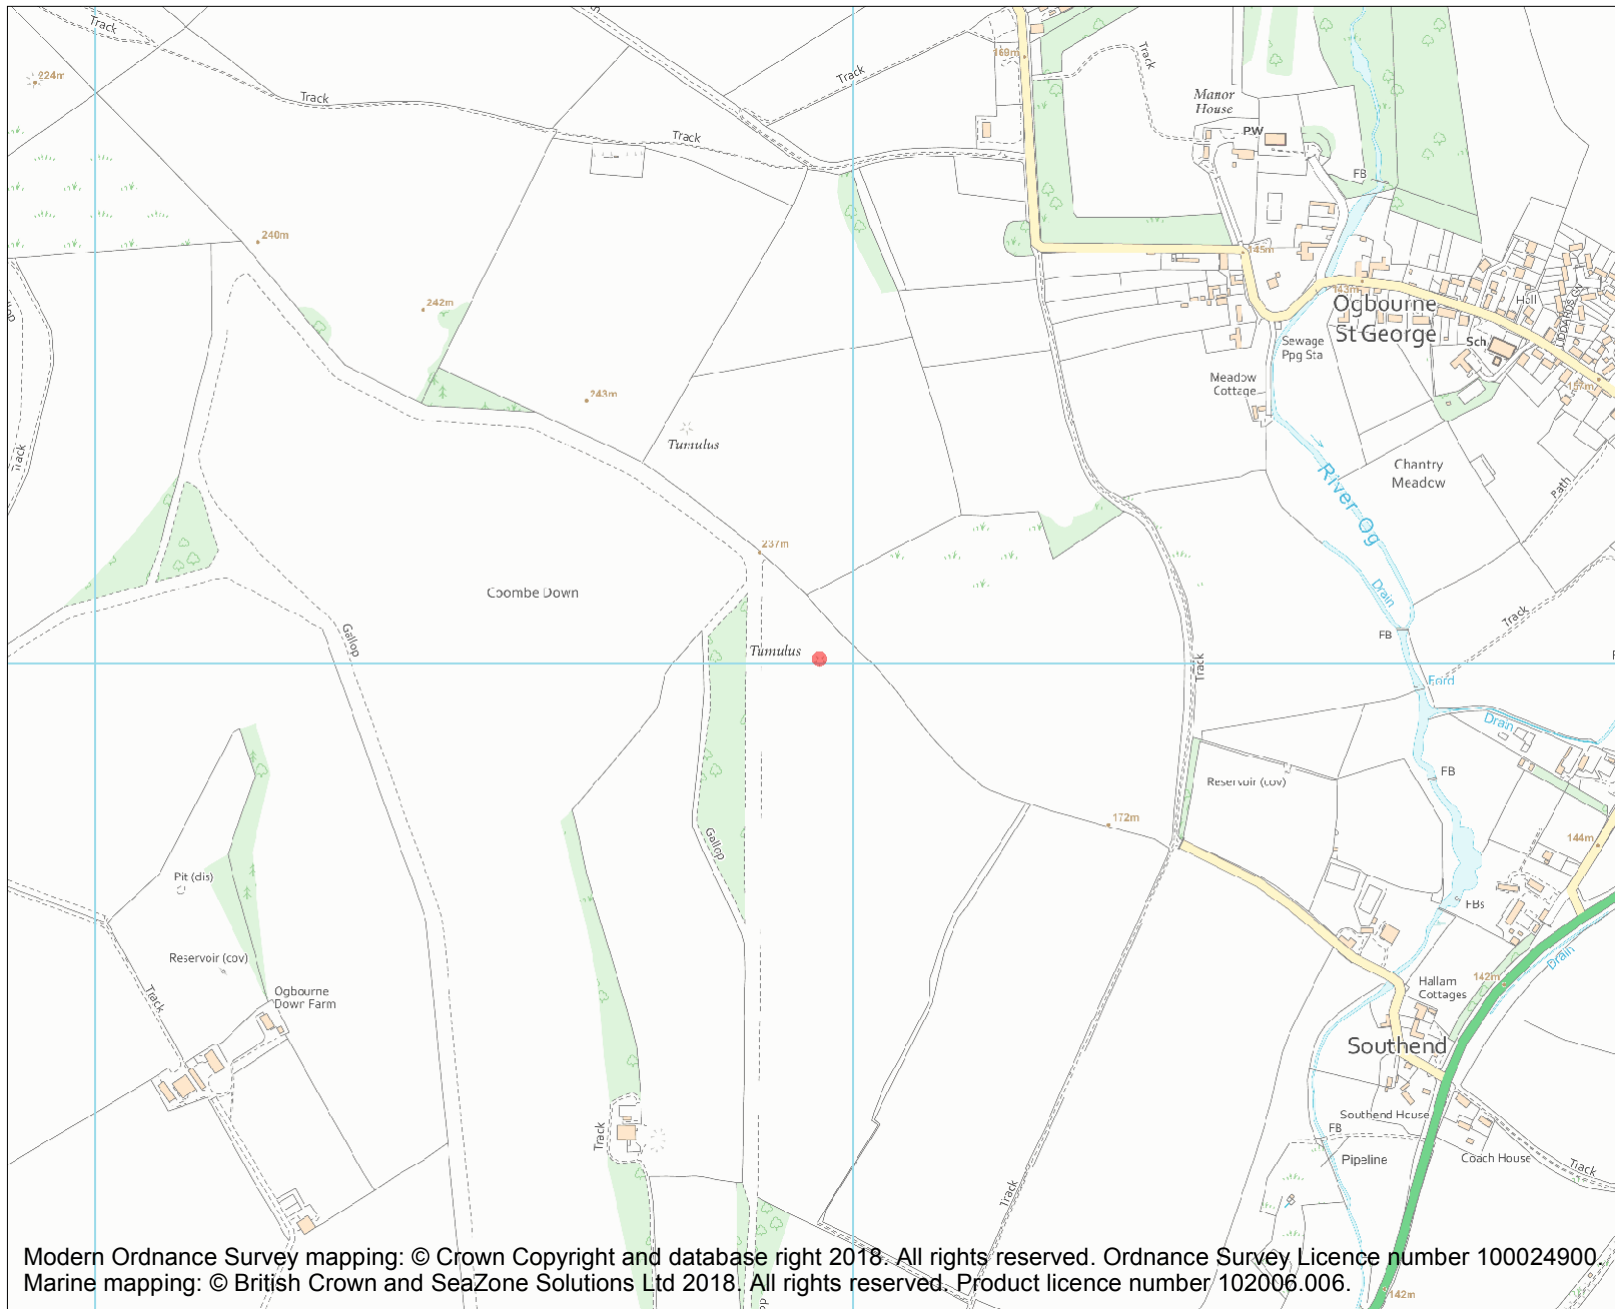 Track
th
Track
169m
Track
Track
224m
Track
Manor
House
PW
Track
FB
240m
145m
143m
242m
Ogbourne
St George
Hall
Sch
Sewage
Ppg Sta
Meadow
Cottage
157m
243m
Tumulus
Track
Chantry
Meadow
River Og
Path
237m
Coombe Down
Drain
Track
FB
Gallop
Tumulus
Track
Ford
Drain
FB
Reservoir (cov)
172m
144m
Gallop
Pit (dis)
FBs
Reservoir (cov)
Drain
142m
Hallam
Cottages
Ogbourne
Down Farm
Track
Southend
Southend House
FB
Track
Pipeline
Coach House
Track
Track
Modern Ordnance Survey mapping: © Crown Copyright and database right 2018. All rights reserved. Ordnance Survey Licence number 100024900.
Marine mapping: © British Crown and SeaZone Solutions Ltd 2018. All rights reserved. Product licence number 102006.006.
142m